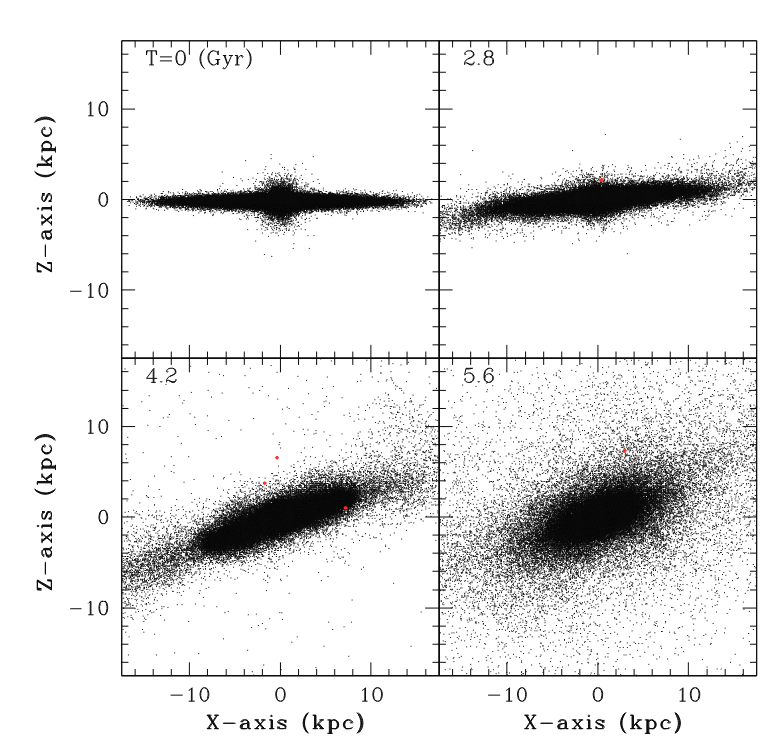 T=0 (Gyr)
2.8
10
0
−10
Z−axis (kpc)
4.2
5.6
10
0
−10
Z−axis (kpc)
−10 0 10
−10 0 10
X−axis (kpc)
X−axis (kpc)